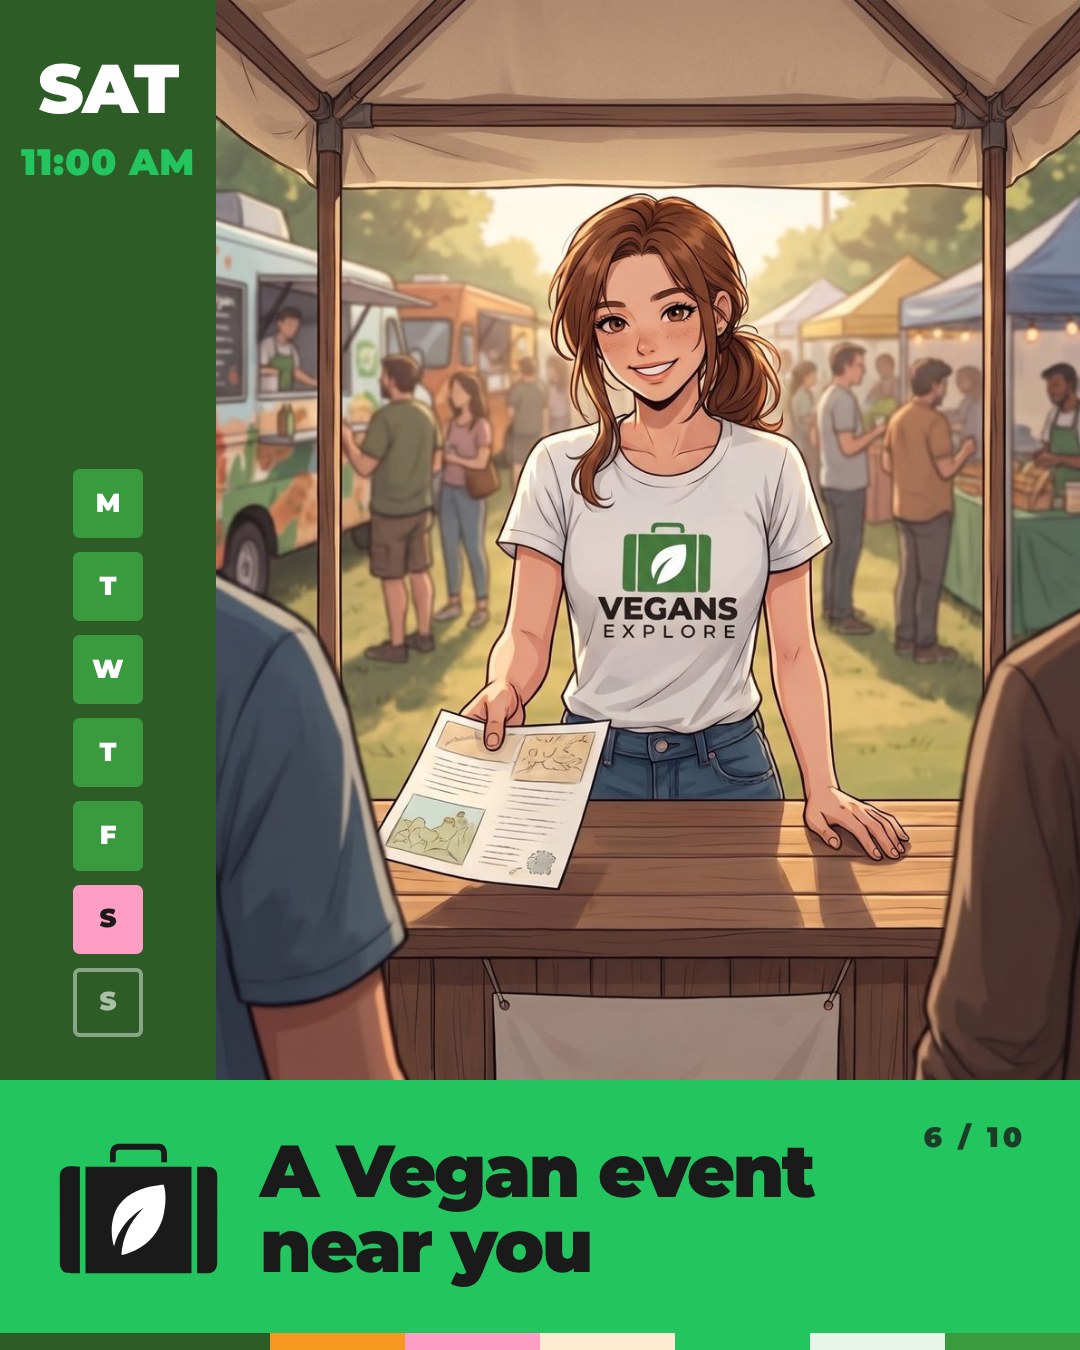 SAT
11:00 AM
M
T
W
T
F
S
S
VEGANS
EXPLORE
6 / 10
A Vegan event
near you